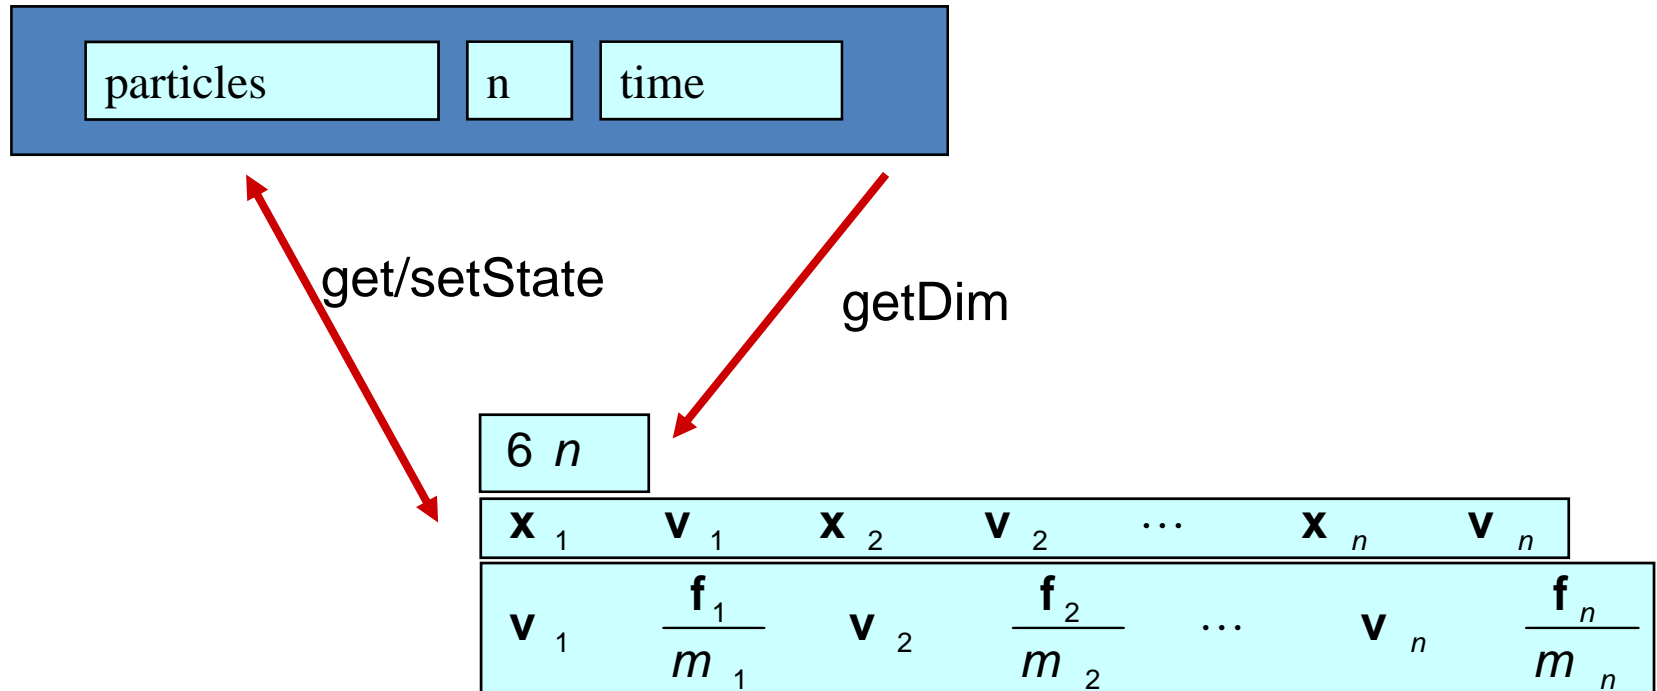 particles n time
get/setState
getDim
6 n
x 1 v 1 x 2 v 2 ⋯ x n v n
v 1 f 1 / m 1 v 2 f 2 / m 2 ⋯ v n f n / m n